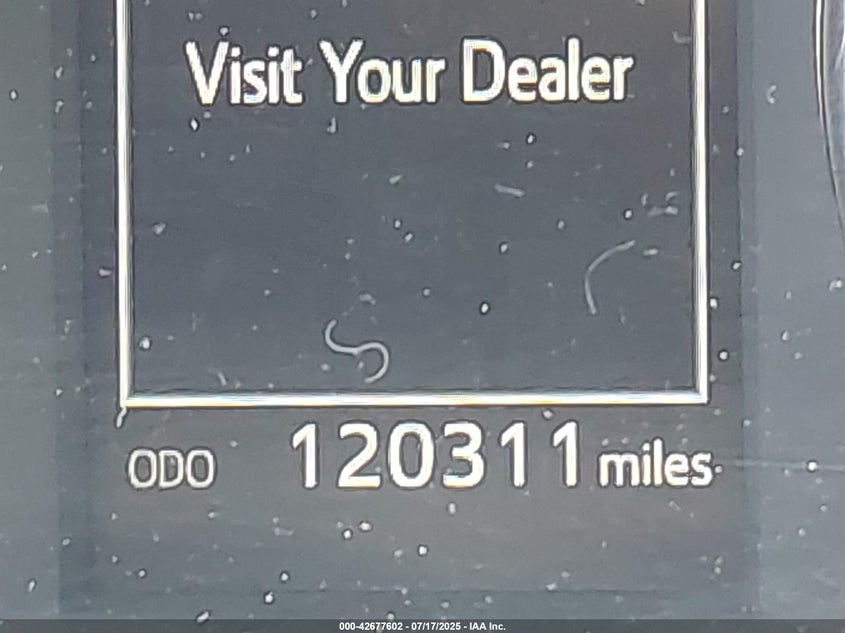 Visit Your Dealer
ODO 120311 miles
000-42677602 - 07/17/2025 - IAA Inc.